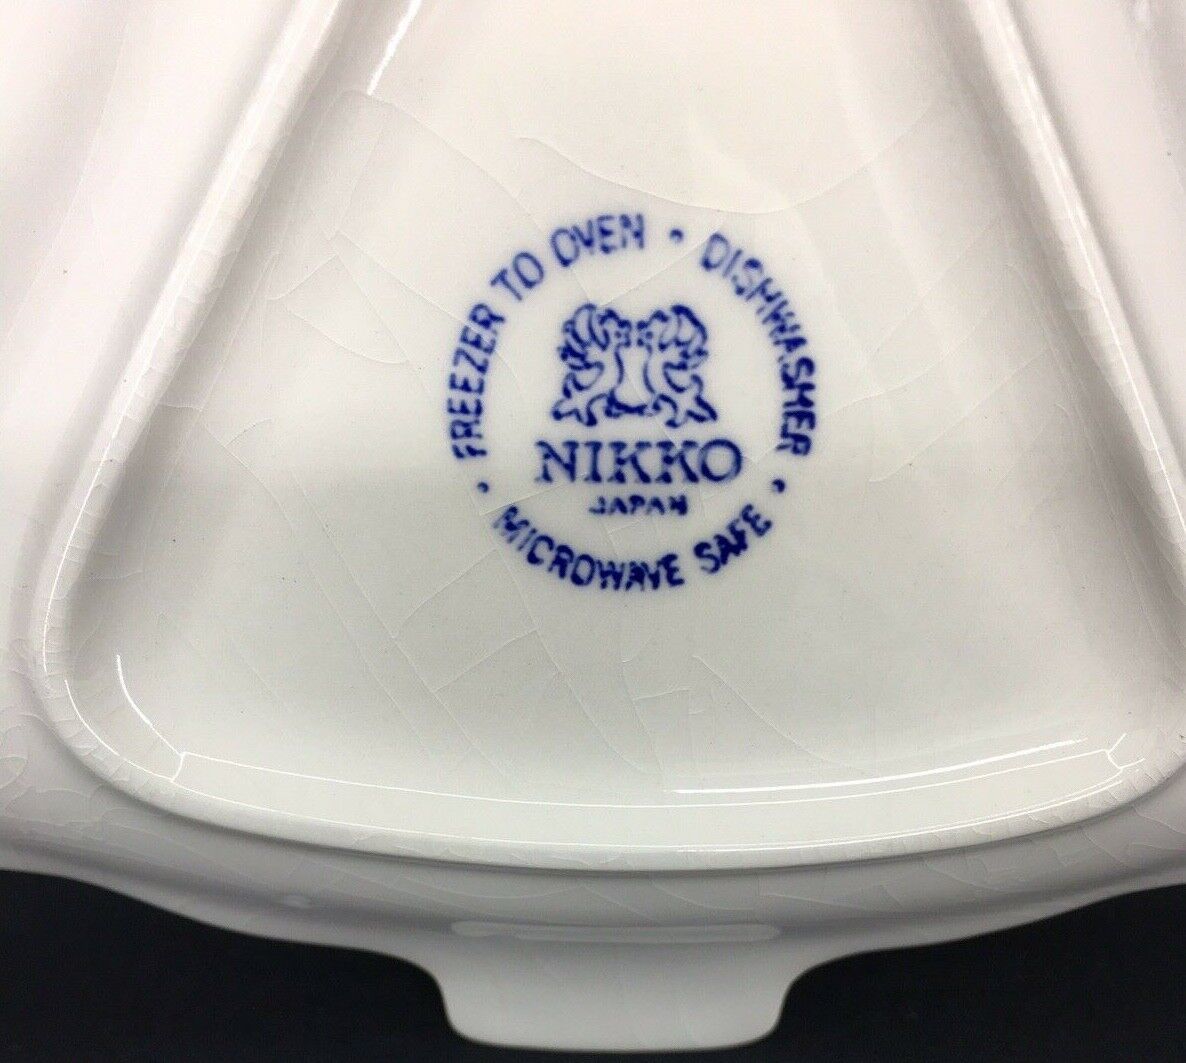 FREEZER TO OVEN · DISHWASHER ·
MICROWAVE SAFE ·
NIKKO
JAPAN